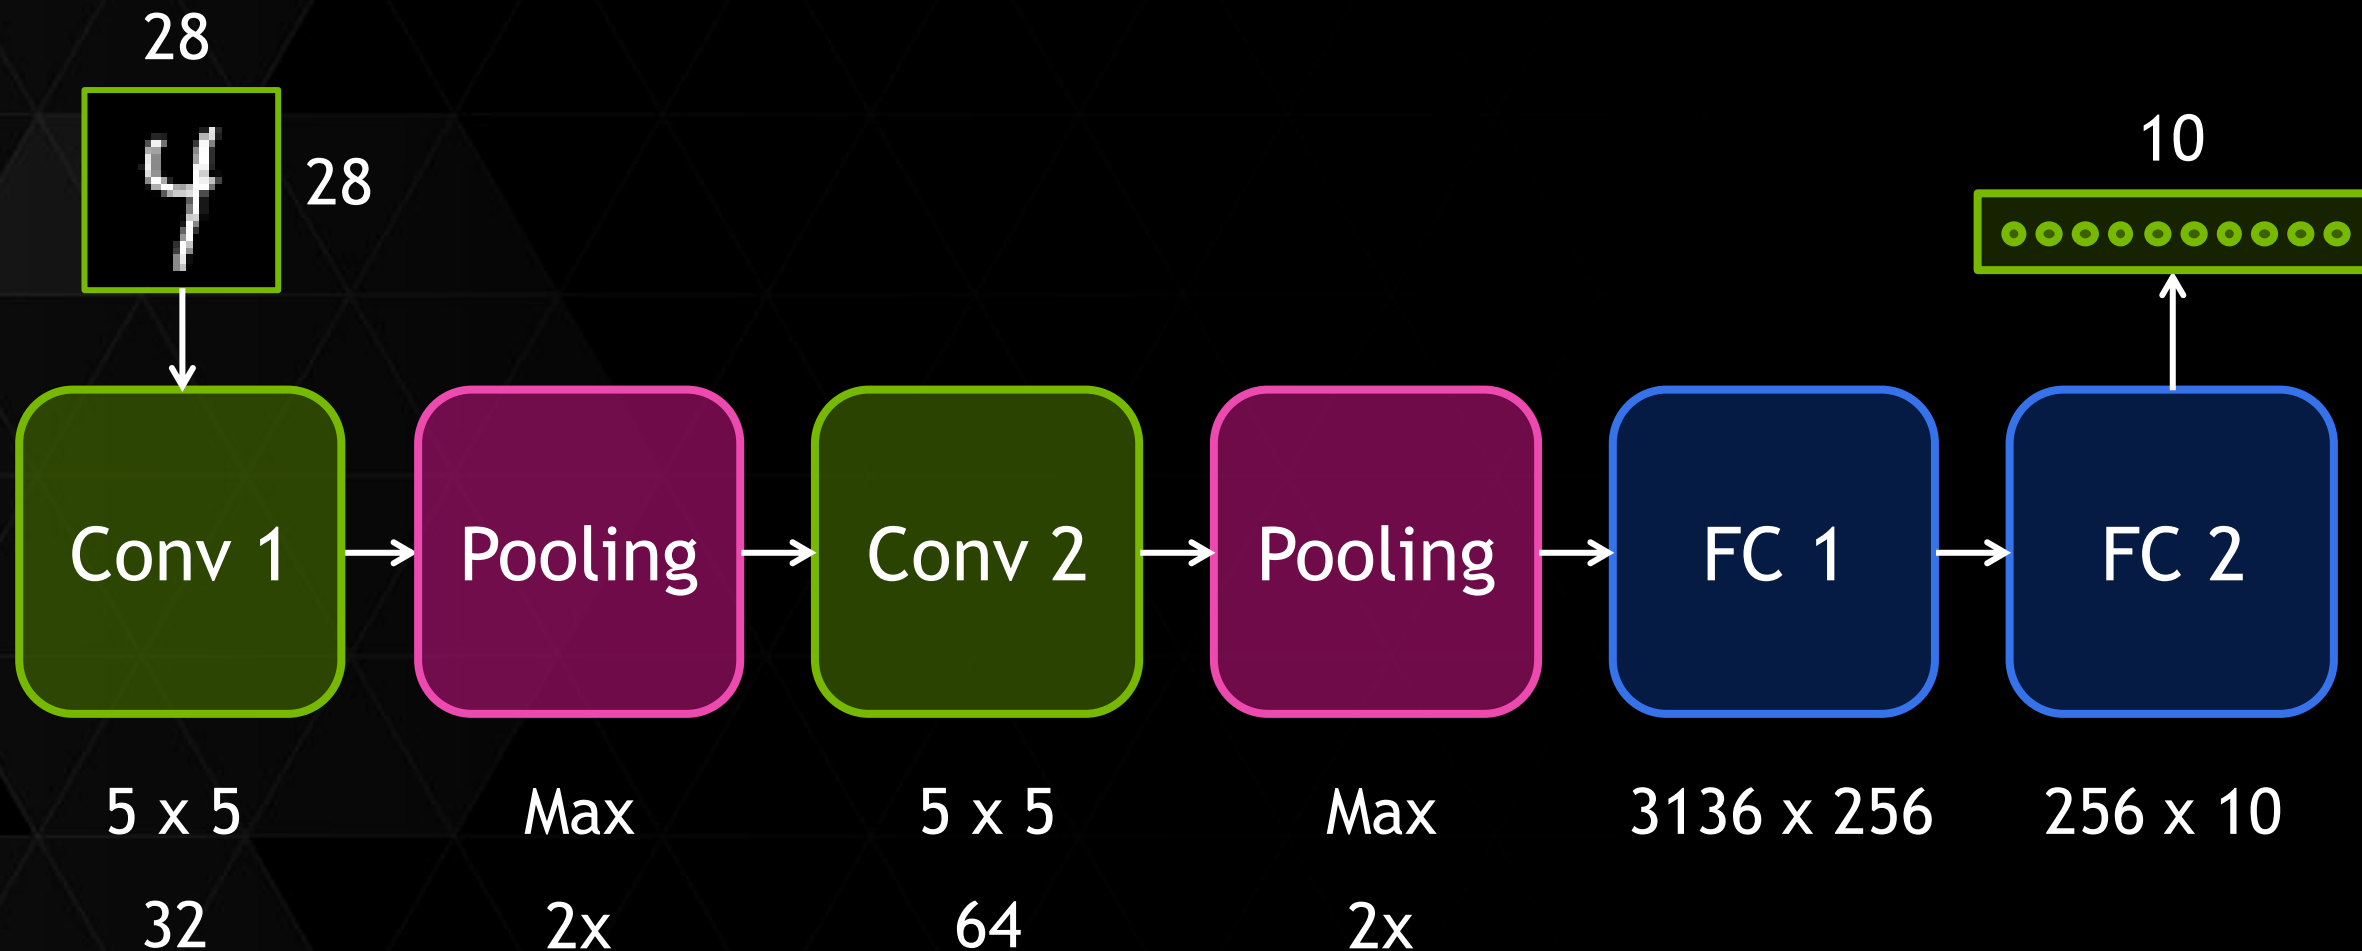 28
4
28
10
Conv 1
Pooling
Conv 2
Pooling
FC 1
FC 2
5 x 5
Max
5 x 5
Max
3136 x 256
256 x 10
32
2x
64
2x